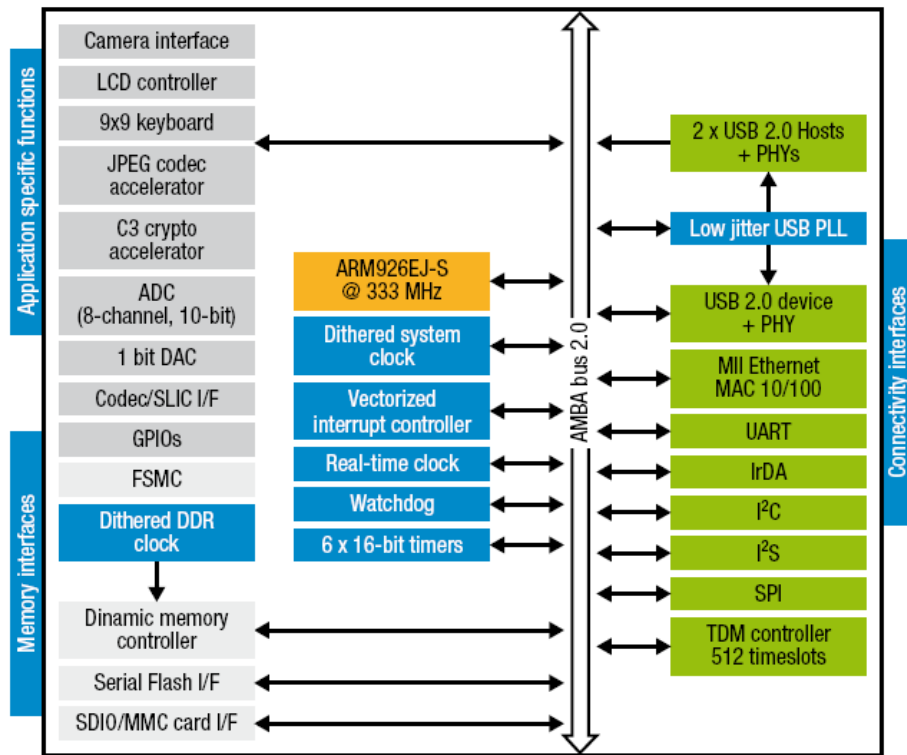 Application specific functions
Camera interface
LCD controller
9x9 keyboard
JPEG codec
accelerator
C3 crypto
accelerator
ADC
(8-channel, 10-bit)
1 bit DAC
Codec/SLIC I/F
GPIOs
Memory interfaces
FSMC
Dithered DDR
clock
Dinamic memory
controller
Serial Flash I/F
SDIO/MMC card I/F
ARM926EJ-S
@ 333 MHz
Dithered system
clock
Vectorized
interrupt controller
Real-time clock
Watchdog
6 x 16-bit timers
AMBA bus 2.0
2 x USB 2.0 Hosts
+ PHYs
Low jitter USB PLL
USB 2.0 device
+ PHY
MII Ethernet
MAC 10/100
UART
IrDA
I²C
I²S
SPI
TDM controller
512 timeslots
Connectivity interfaces